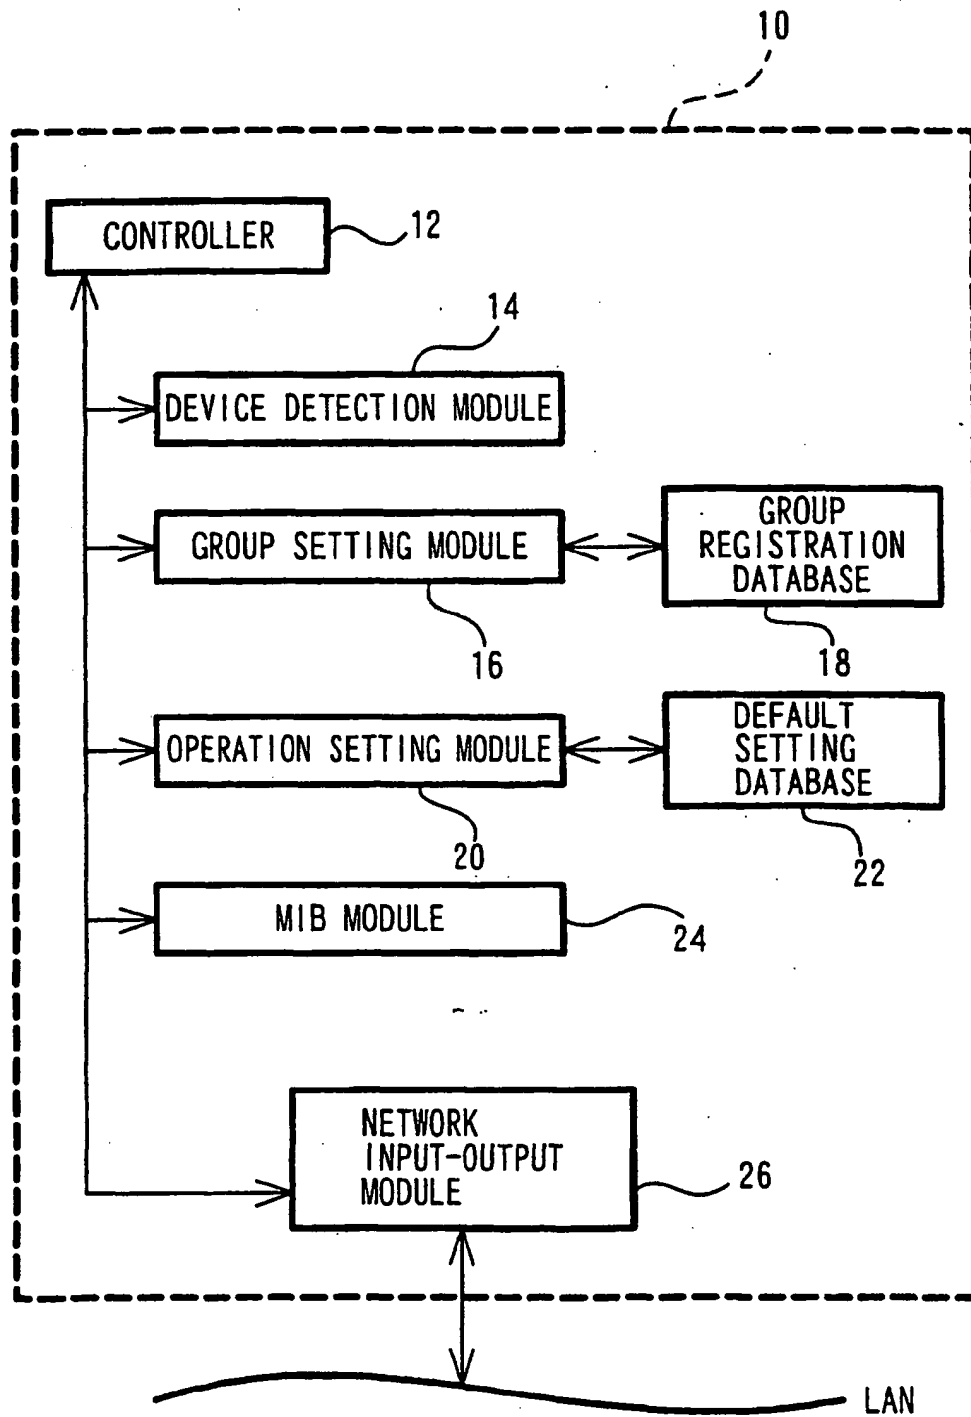 10
CONTROLLER
12
14
DEVICE DETECTION MODULE
GROUP SETTING MODULE
GROUP
REGISTRATION
DATABASE
16
18
OPERATION SETTING MODULE
DEFAULT
SETTING
DATABASE
20
22
MIB MODULE
24
NETWORK
INPUT-OUTPUT
MODULE
26
LAN